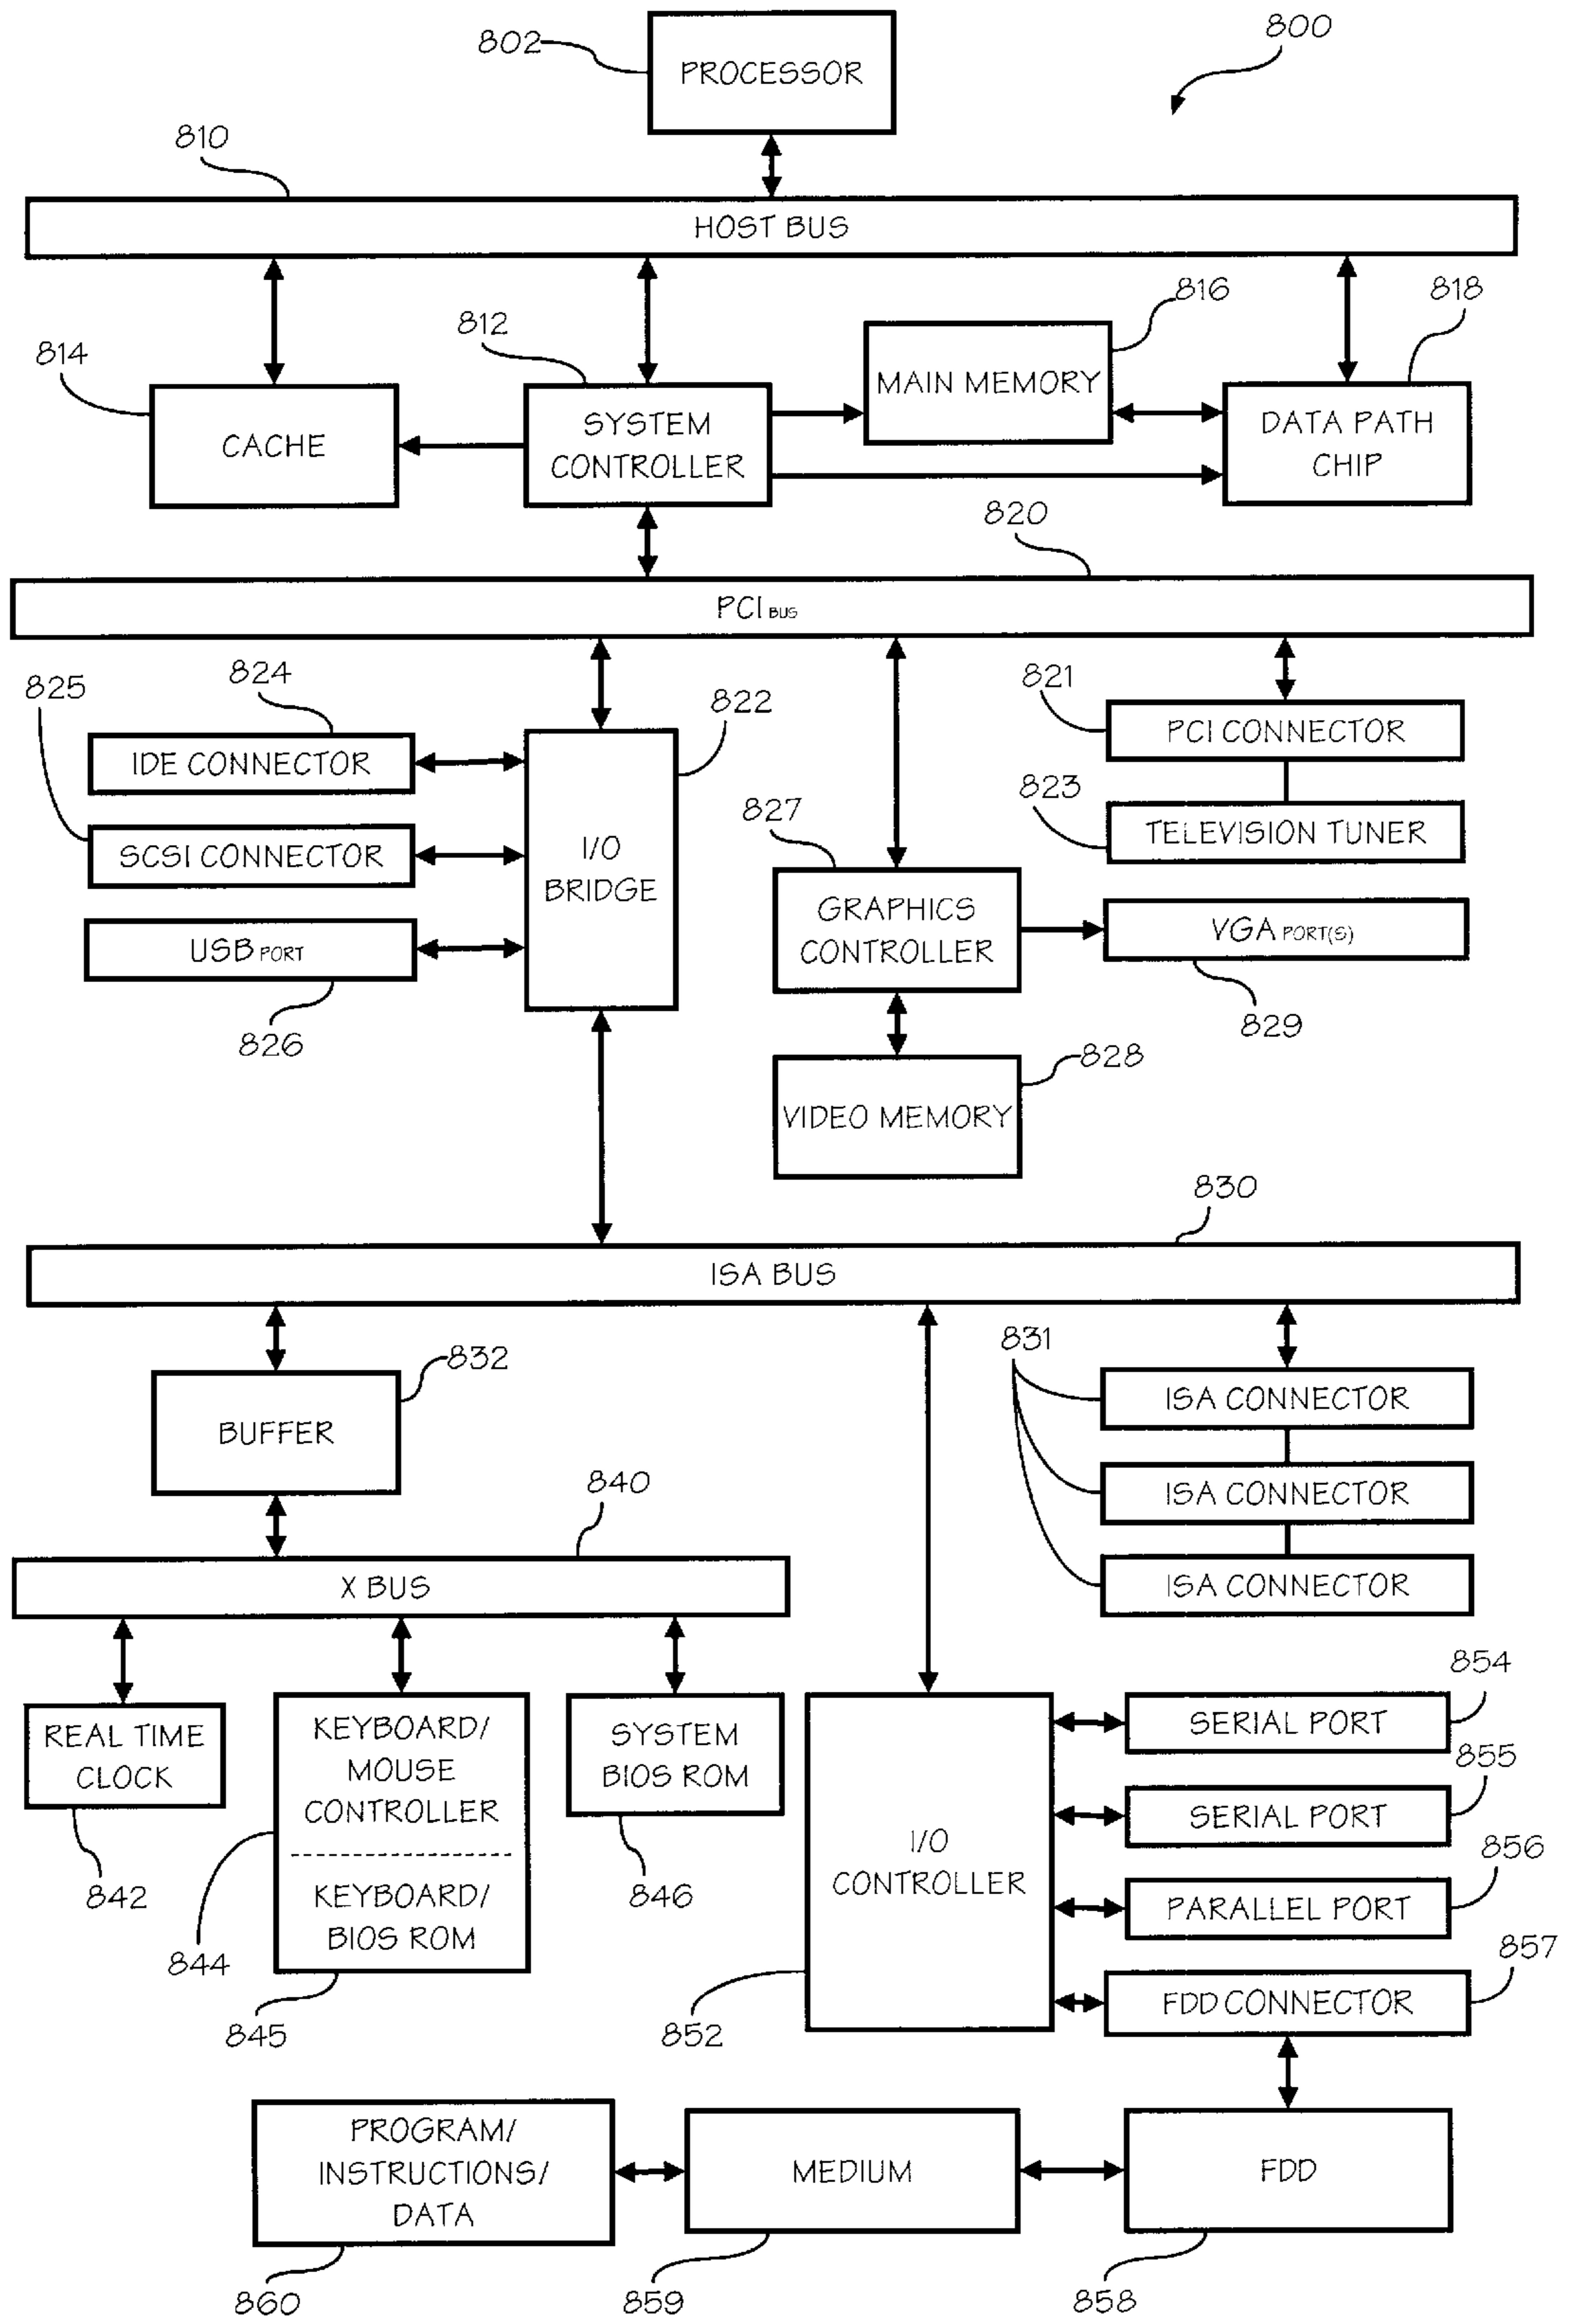 802
PROCESSOR
800
810
HOST BUS
816
818
812
814
MAIN MEMORY
CACHE
SYSTEM
CONTROLLER
DATA PATH
CHIP
820
PCI BUS
825
824
822
821
PCI CONNECTOR
IDE CONNECTOR
823
827
TELEVISION TUNER
SCSI CONNECTOR
I/O
BRIDGE
GRAPHICS
CONTROLLER
VGA PORT(S)
USB PORT
826
829
828
VIDEO MEMORY
830
ISA BUS
831
832
ISA CONNECTOR
BUFFER
840
ISA CONNECTOR
X BUS
ISA CONNECTOR
854
REAL TIME
CLOCK
KEYBOARD/
MOUSE
CONTROLLER
SYSTEM
BIOS ROM
SERIAL PORT
855
SERIAL PORT
I/O
CONTROLLER
856
842
846
KEYBOARD/
BIOS ROM
PARALLEL PORT
844
857
845
852
FDD CONNECTOR
PROGRAM/
INSTRUCTIONS/
DATA
MEDIUM
FDD
860
859
858